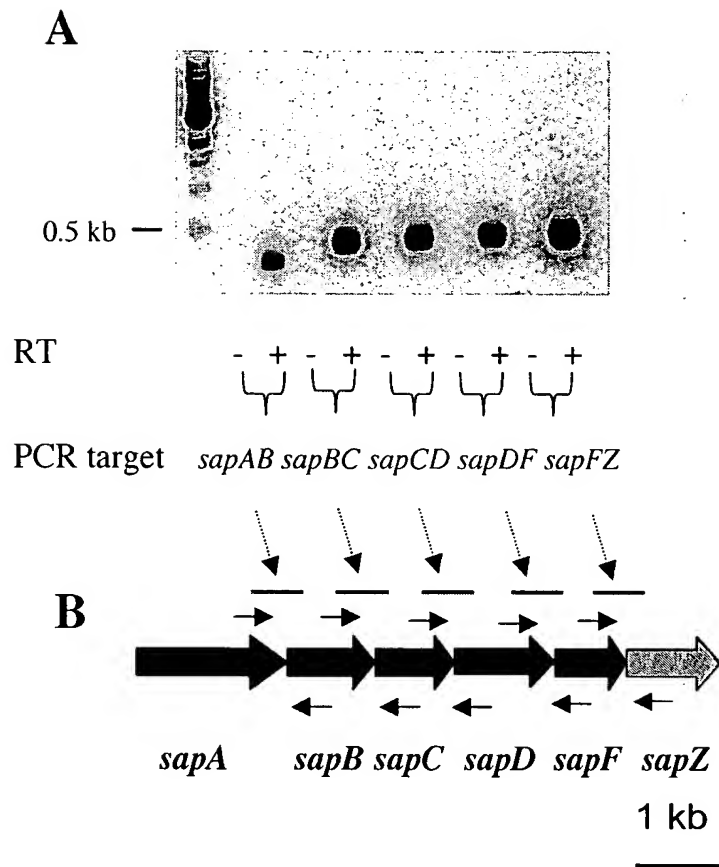 A
0.5 kb
RT - + - + - + - + - +
PCR target sapAB sapBC sapCD sapDF sapFZ
B
sapA sapB sapC sapD sapF sapZ
1 kb